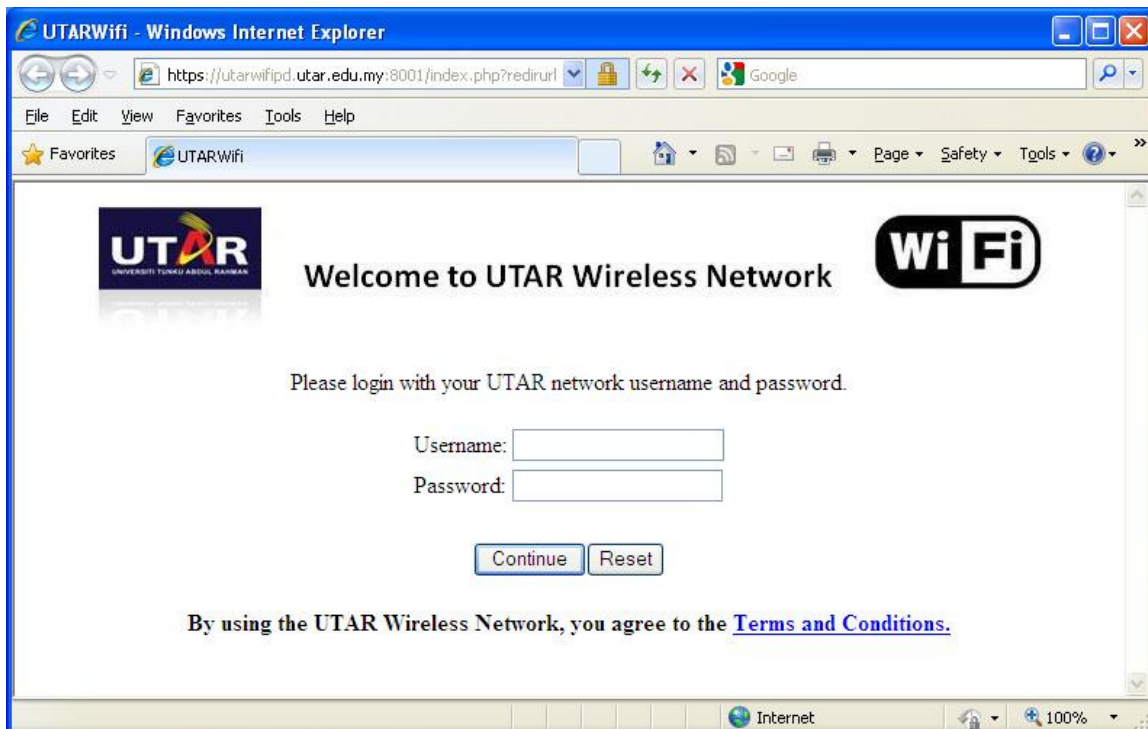 UTARWifi - Windows Internet Explorer
https://utarwifipd.utar.edu.my:8001/index.php?redirurl
Google
File Edit View Favorites Tools Help
Favorites UTARWifi Page Safety Tools »
UTAR
UNIVERSITI TUNKU ABDUL RAHMAN
Welcome to UTAR Wireless Network
Wi Fi
Please login with your UTAR network username and password.
Username:
Password:
Continue Reset
By using the UTAR Wireless Network, you agree to the Terms and Conditions.
Internet 100%